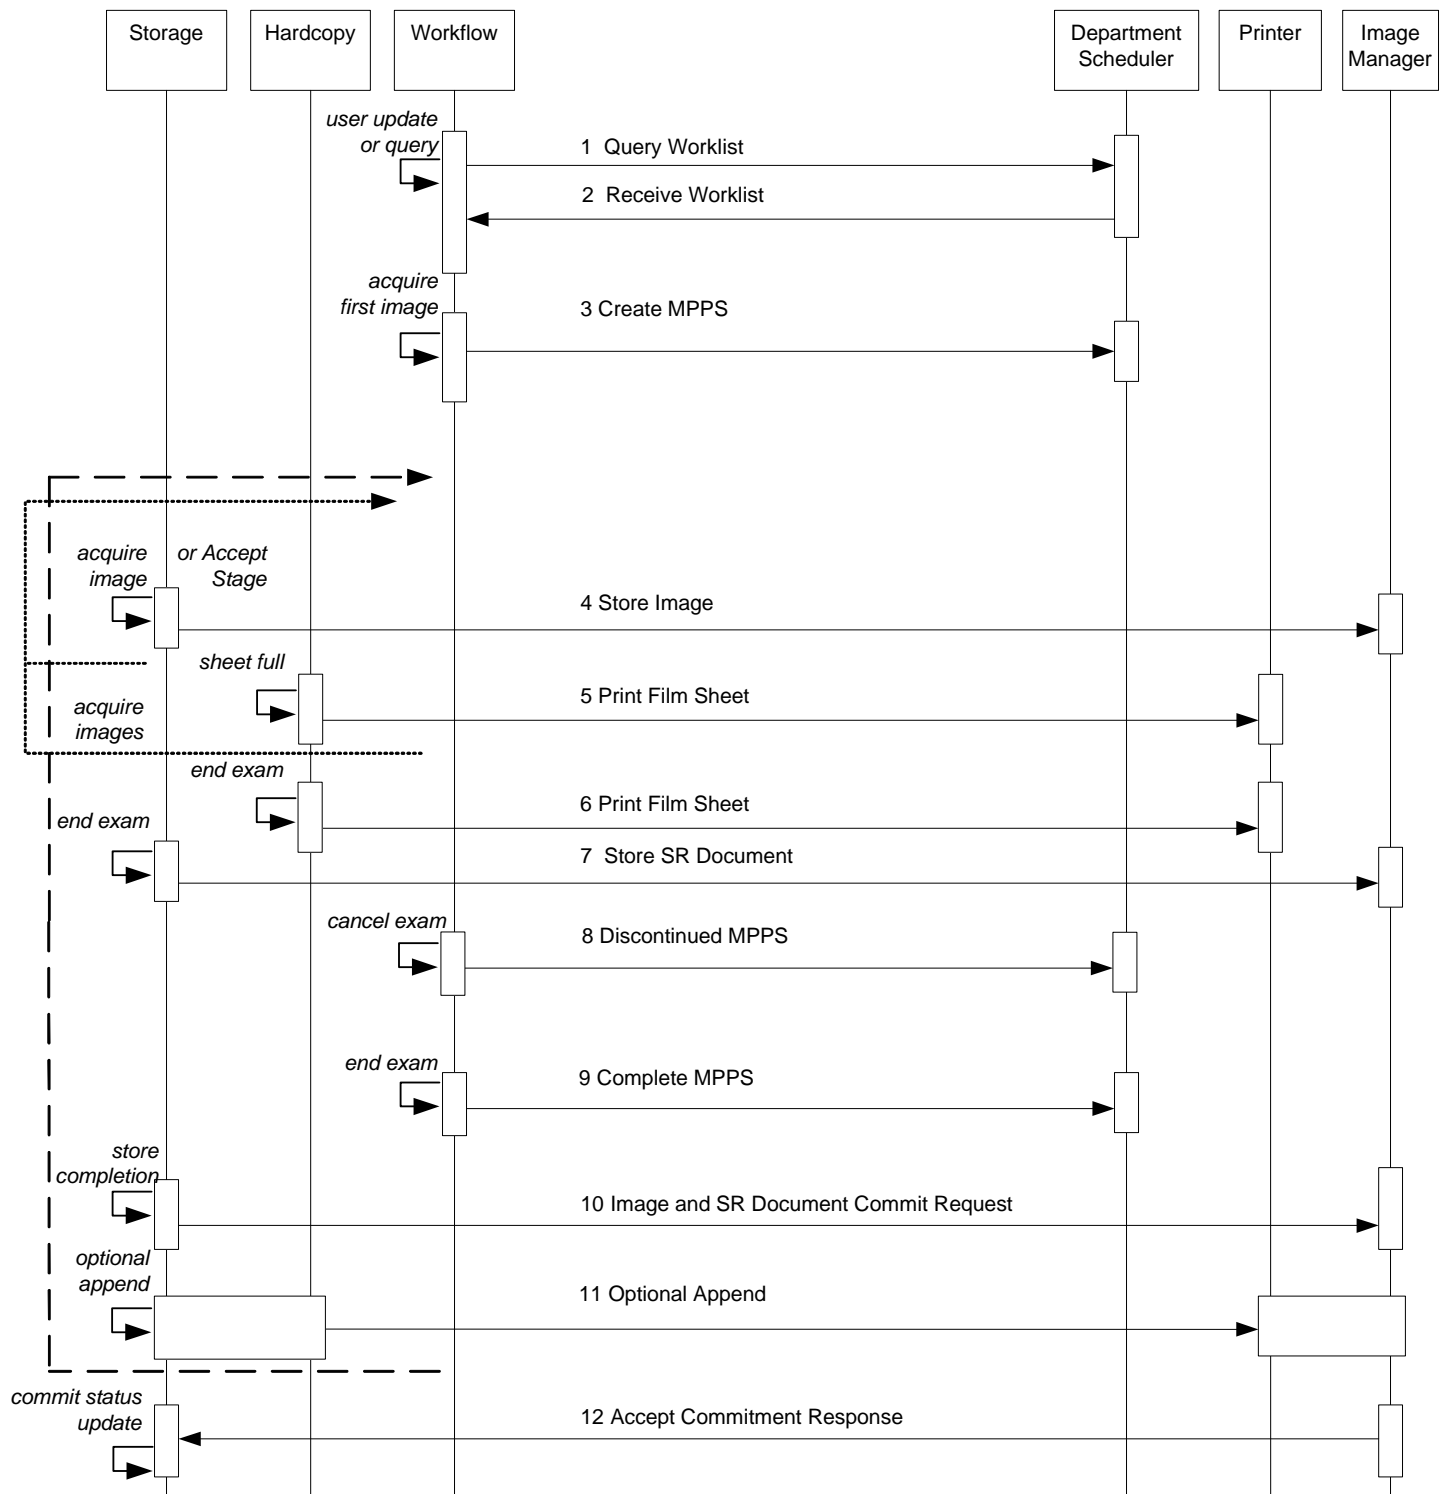 Storage
Hardcopy
Workflow
Department
Scheduler
Printer
Image
Manager
user update
or query
1  Query Worklist
2  Receive Worklist
acquire
first image
3 Create MPPS
acquire
image
or Accept
Stage
4 Store Image
sheet full
5 Print Film Sheet
acquire
images
end exam
6 Print Film Sheet
end exam
7  Store SR Document
cancel exam
8 Discontinued MPPS
end exam
9 Complete MPPS
store
completion
10 Image and SR Document Commit Request
optional
append
11 Optional Append
commit status
update
12 Accept Commitment Response